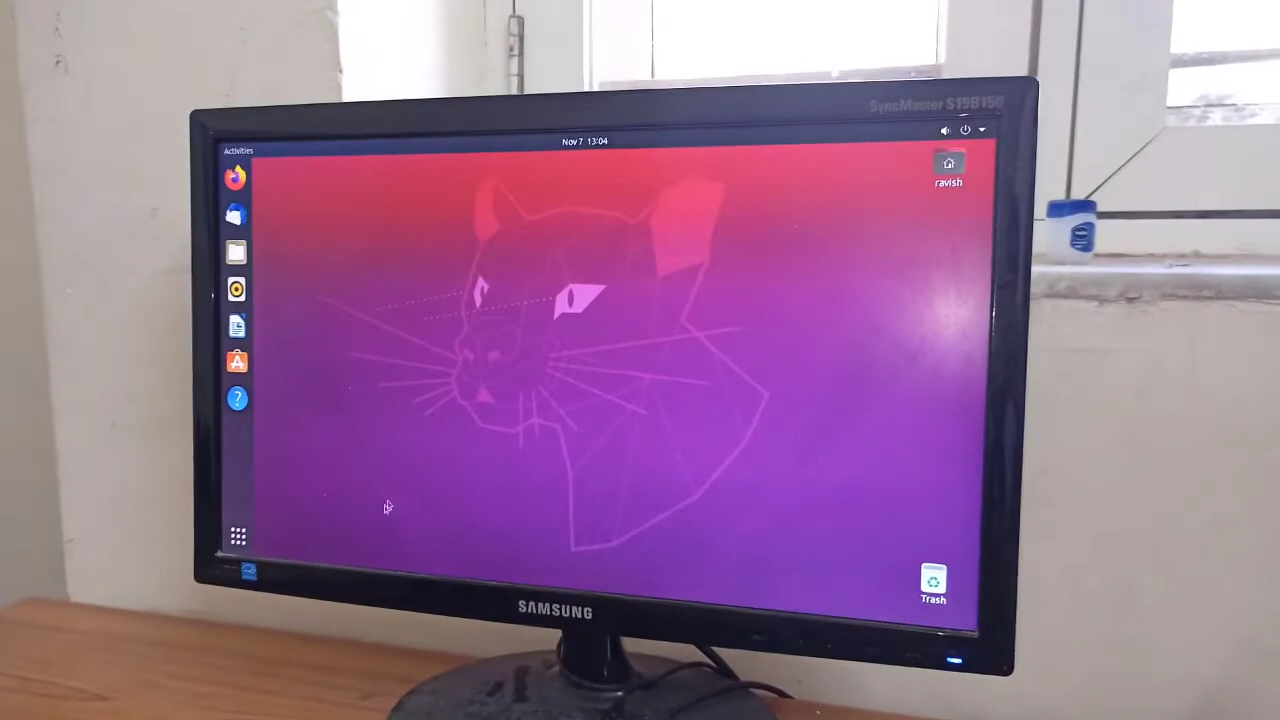 SyncMaster S19B150
Activities
Nov 7 13:04
ravish
Trash
SAMSUNG